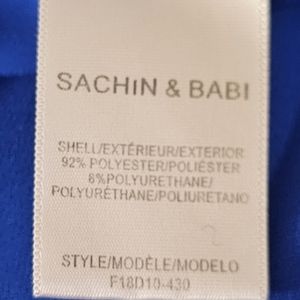 SACHIN & BABI
SHELL/EXTÉRIEUR/EXTERIOR
92% POLYESTER/POLIÉSTER
8%POLYURETHANE/
POLYURÉTHANE/POLIURETANO
STYLE/MODÈLE/MODELO
F18D10-430